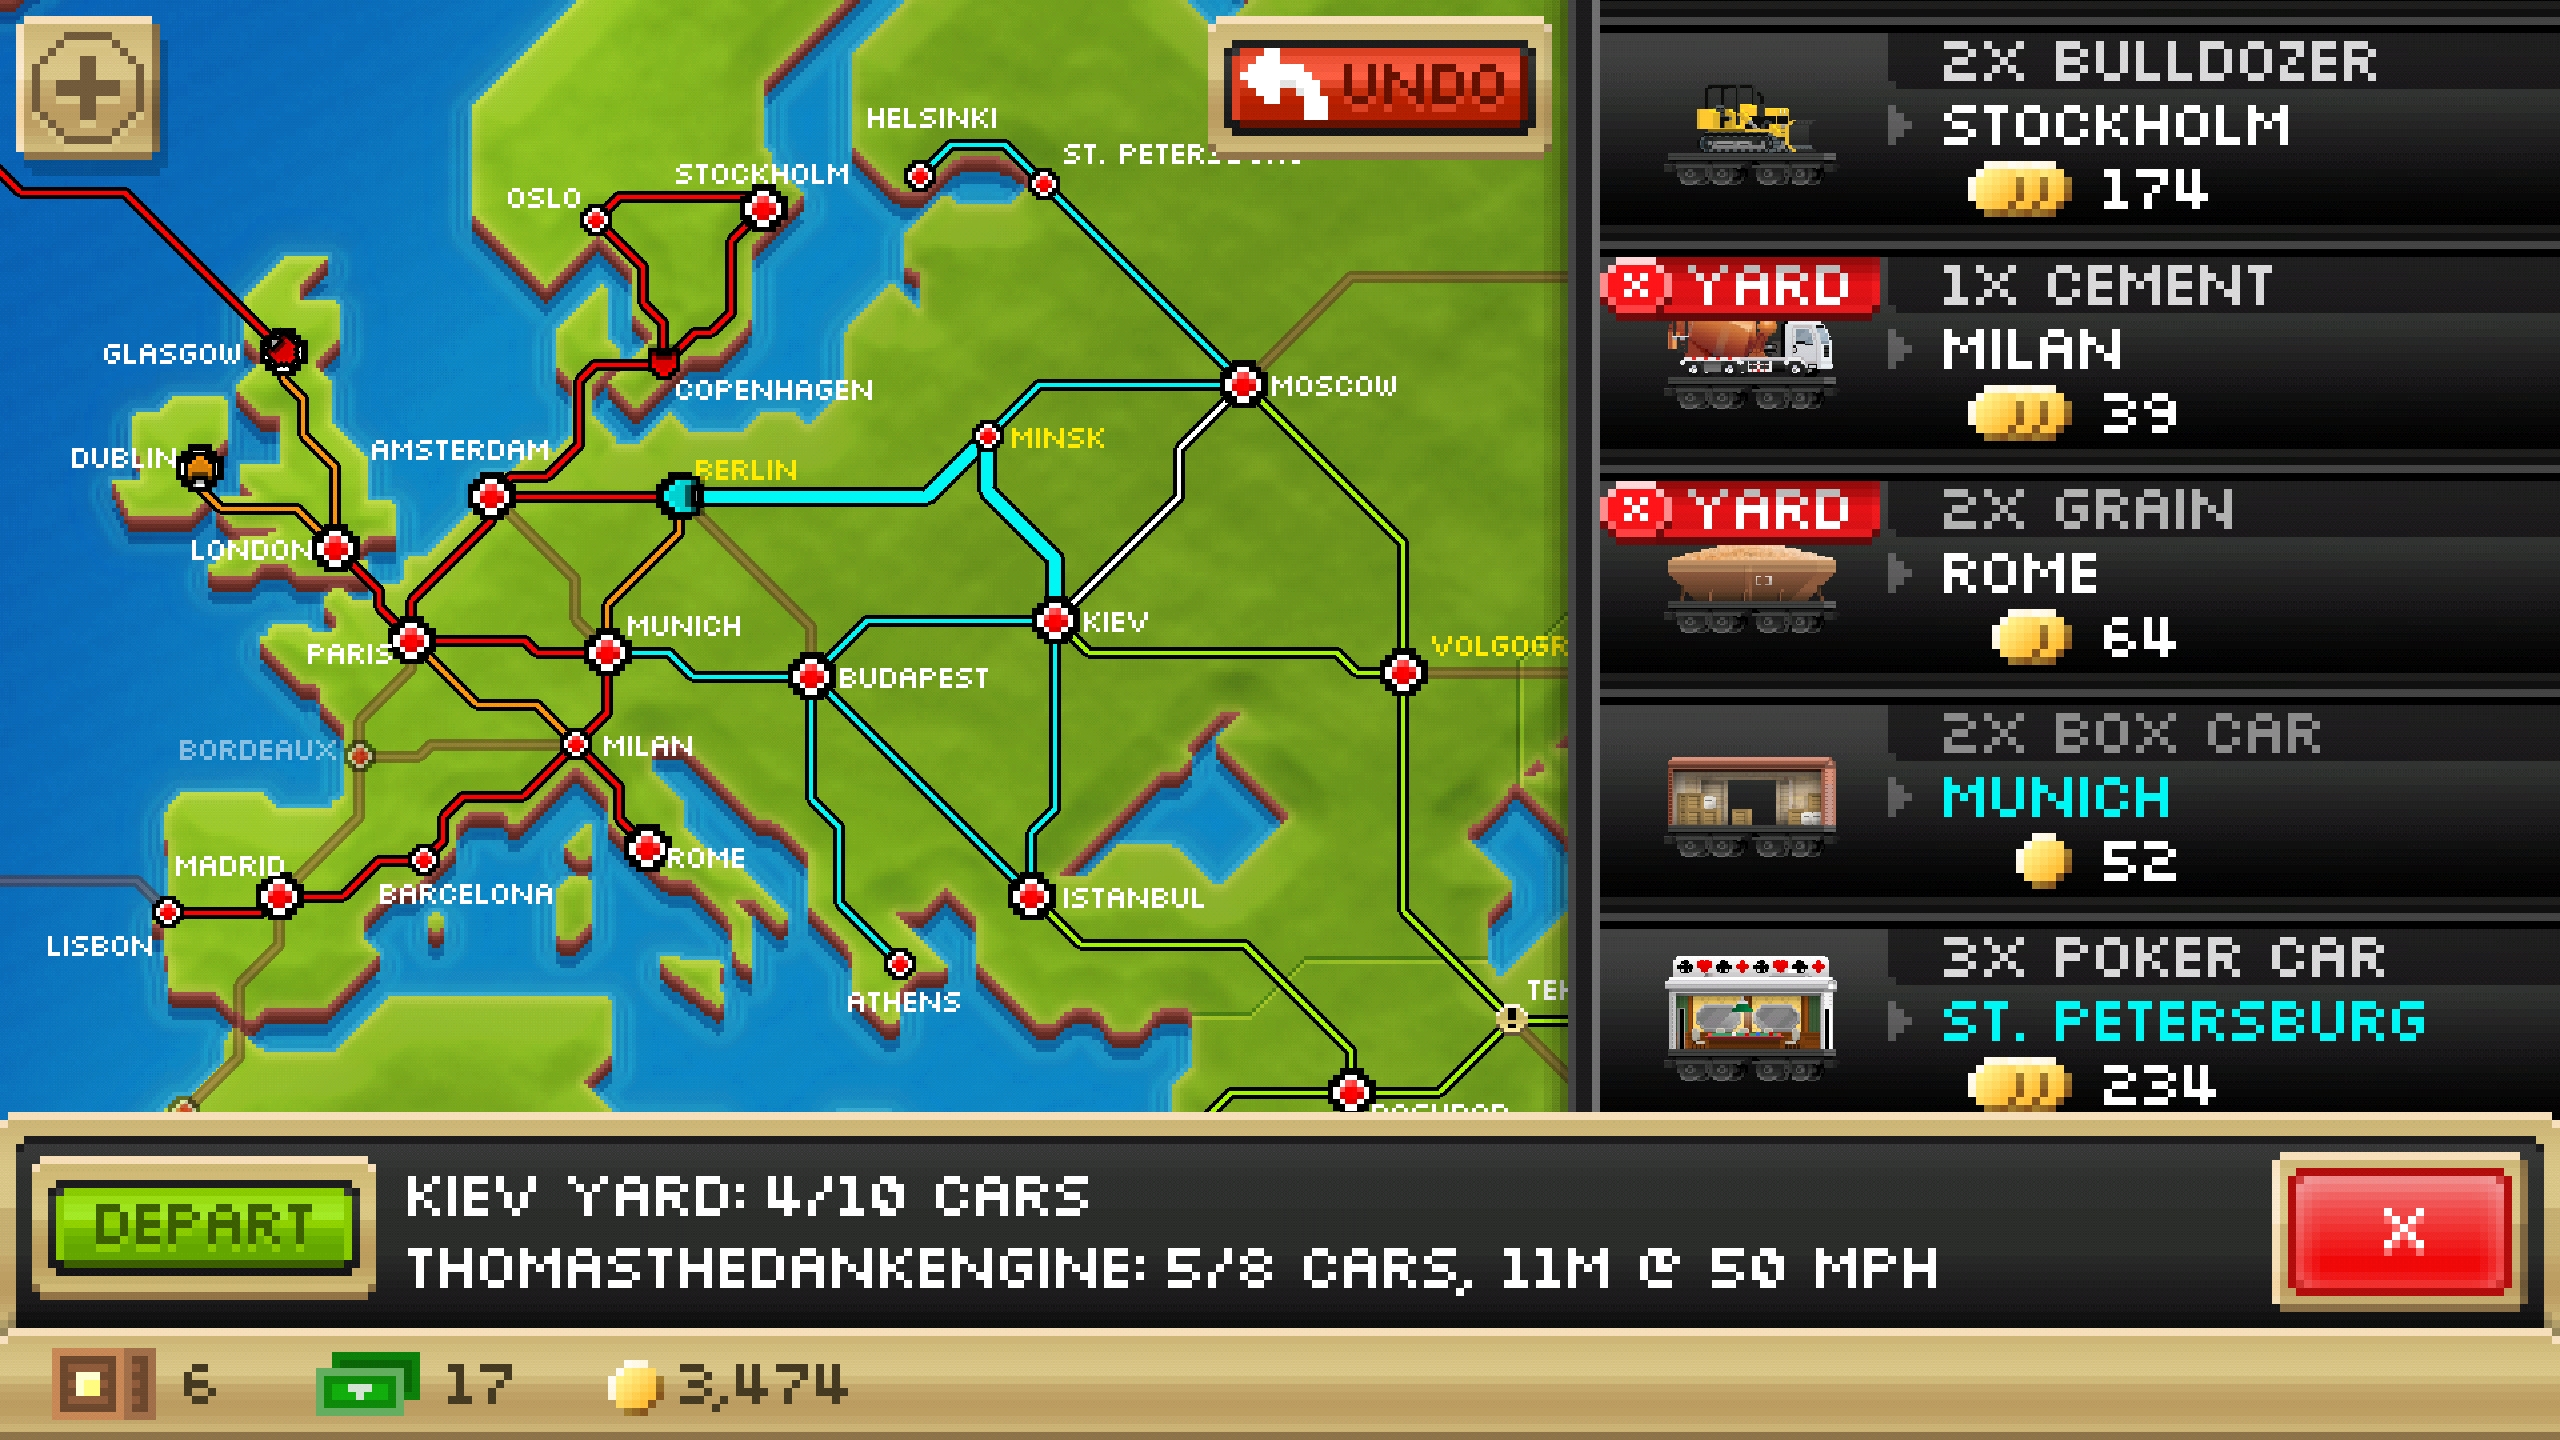 UNDO
HELSINKI
STOCKHOLM
OSLO
GLASGOW
COPENHAGEN
MOSCOW
MINSK
AMSTERDAM
DUBLIN
BERLIN
LONDON
KIEV
MUNICH
PARIS
BUDAPEST
BORDEAUX
MILAN
MADRID
ROME
BARCELONA
ISTANBUL
LISBON
ATHENS
2X BULLDOZER
STOCKHOLM
174
YARD
1X CEMENT
MILAN
39
YARD
2X GRAIN
ROME
64
2X BOX CAR
MUNICH
52
3X POKER CAR
ST. PETERSBURG
234
DEPART
KIEV YARD: 4/10 CARS
THOMASTHEDANKENGINE: 5/8 CARS, 11M @ 50 MPH
X
6
17
3,474